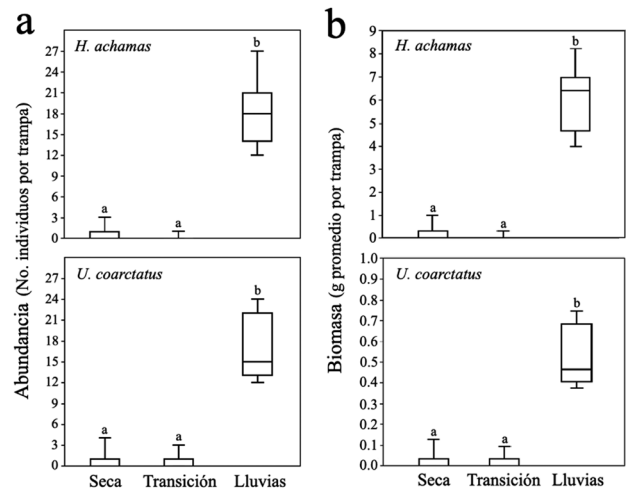 a
b
Abundancia (No. individuos por trampa)
H. achamas
27
24
21
18
15
12
9
6
3
0
a
a
b
Biomasa (g promedio por trampa)
H. achamas
9
8
7
6
5
4
3
2
1
0
a
a
b
U. coarctatus
27
24
21
18
15
12
9
6
3
0
a
a
b
Seca Transición Lluvias
U. coarctatus
1.0
0.9
0.8
0.7
0.6
0.5
0.4
0.3
0.2
0.1
0.0
a
a
b
Seca Transición Lluvias